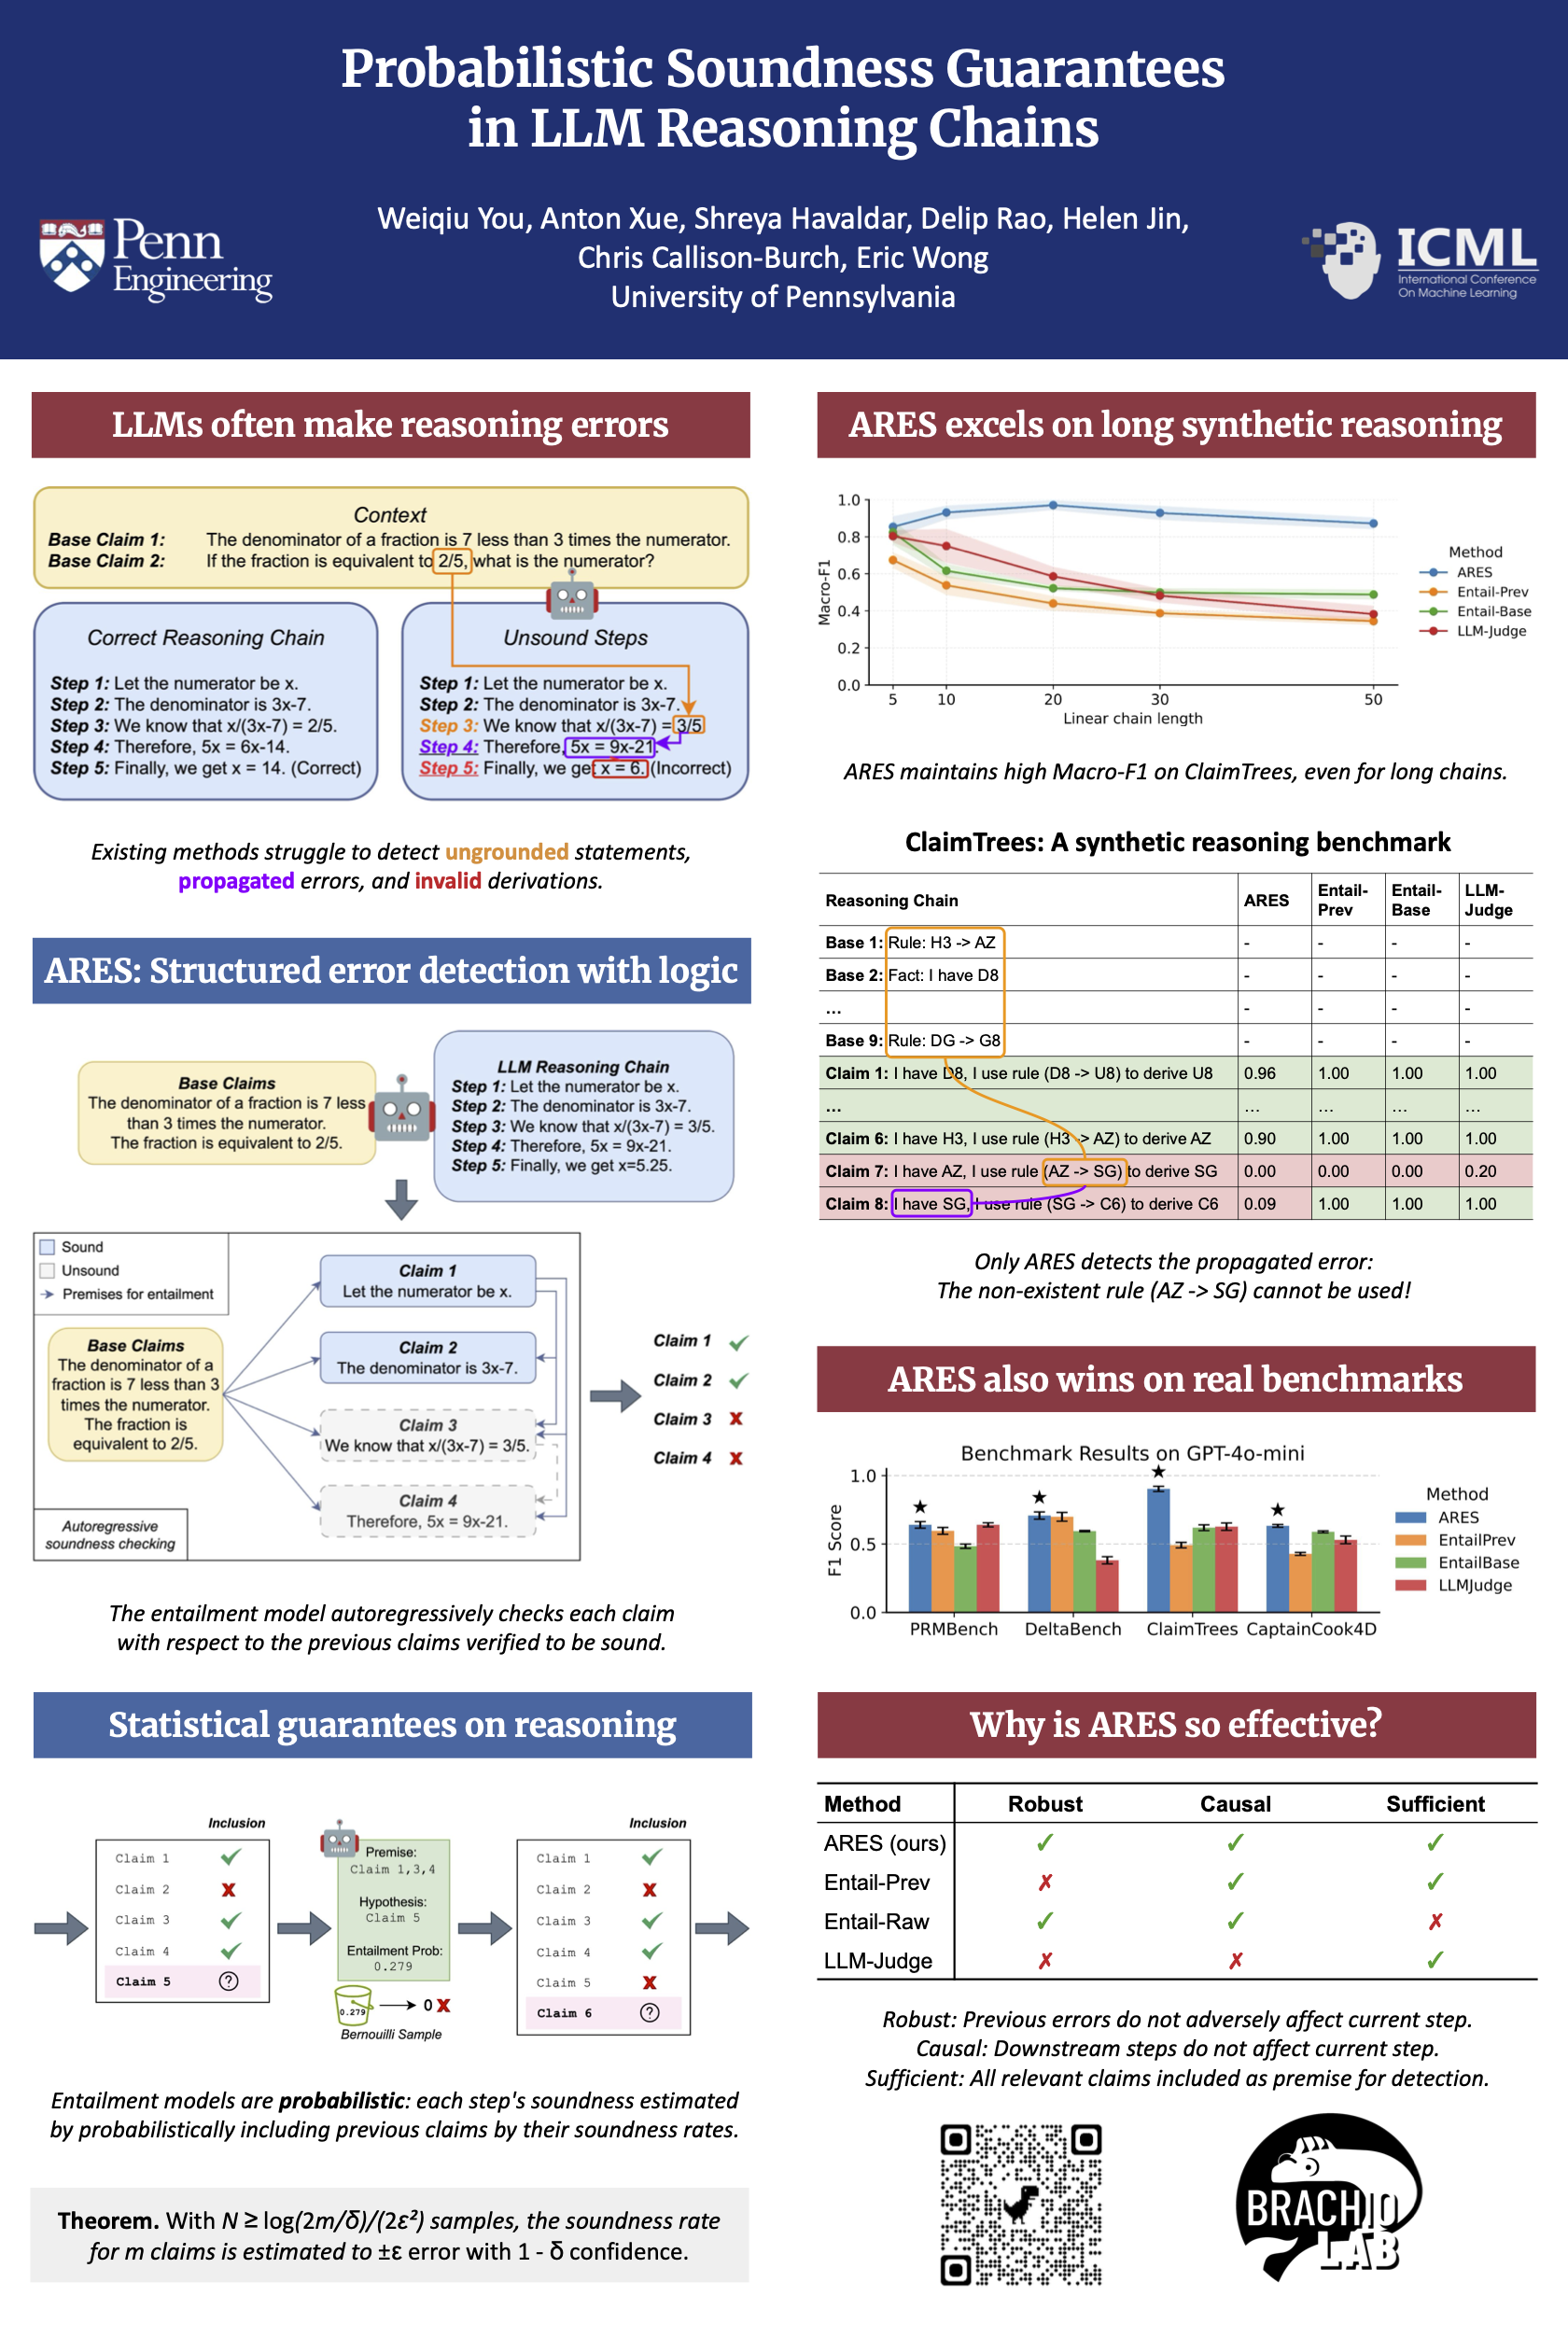 Probabilistic Soundness Guarantees
in LLM Reasoning Chains
Weiqiu You, Anton Xue, Shreya Havaldar, Delip Rao, Helen Jin,
Chris Callison-Burch, Eric Wong
University of Pennsylvania
Penn
Engineering
ICML
International Conference
On Machine Learning
LLMs often make reasoning errors
Context
Base Claim 1: The denominator of a fraction is 7 less than 3 times the numerator.
Base Claim 2: If the fraction is equivalent to 2/5, what is the numerator?
Correct Reasoning Chain
Step 1: Let the numerator be x.
Step 2: The denominator is 3x-7.
Step 3: We know that x/(3x-7) = 2/5.
Step 4: Therefore, 5x = 6x-14.
Step 5: Finally, we get x = 14. (Correct)
Unsound Steps
Step 1: Let the numerator be x.
Step 2: The denominator is 3x-7.
Step 3: We know that x/(3x-7) = 3/5
Step 4: Therefore, 5x = 9x-21.
Step 5: Finally, we get x = 6. (Incorrect)
Existing methods struggle to detect ungrounded statements,
propagated errors, and invalid derivations.
ARES: Structured error detection with logic
Base Claims
The denominator of a fraction is 7 less
than 3 times the numerator.
The fraction is equivalent to 2/5.
LLM Reasoning Chain
Step 1: Let the numerator be x.
Step 2: The denominator is 3x-7.
Step 3: We know that x/(3x-7) = 3/5.
Step 4: Therefore, 5x = 9x-21.
Step 5: Finally, we get x=5.25.
Sound
Unsound
Premises for entailment
Base Claims
The denominator of a
fraction is 7 less than 3
times the numerator.
The fraction is
equivalent to 2/5.
Claim 1
Let the numerator be x.
Claim 2
The denominator is 3x-7.
Claim 3
We know that x/(3x-7) = 3/5.
Claim 4
Therefore, 5x = 9x-21.
Autoregressive
soundness checking
Claim 1 ✓
Claim 2 ✓
Claim 3 X
Claim 4 X
The entailment model autoregressively checks each claim
with respect to the previous claims verified to be sound.
Statistical guarantees on reasoning
Inclusion
Claim 1 ✓
Claim 2 X
Claim 3 ✓
Claim 4 ✓
Claim 5 ?
Premise:
Claim 1,3,4
Hypothesis:
Claim 5
Entailment Prob:
0.279
0.279 0 X
Bernouilli Sample
Inclusion
Claim 1 ✓
Claim 2 X
Claim 3 ✓
Claim 4 ✓
Claim 5 X
Claim 6 ?
Entailment models are probabilistic: each step's soundness estimated
by probabilistically including previous claims by their soundness rates.
Theorem. With N ≥ log(2m/δ)/(2ε²) samples, the soundness rate
for m claims is estimated to ±ε error with 1 - δ confidence.
ARES excels on long synthetic reasoning
Macro-F1
1.0
0.8
0.6
0.4
0.2
0.0
5 10 20 30 50
Linear chain length
Method
ARES
Entail-Prev
Entail-Base
LLM-Judge
ARES maintains high Macro-F1 on ClaimTrees, even for long chains.
ClaimTrees: A synthetic reasoning benchmark
Reasoning Chain ARES Entail-Prev Entail-Base LLM-Judge
Base 1: Rule: H3 -> AZ - - - -
Base 2: Fact: I have D8 - - - -
... - - - -
Base 9: Rule: DG -> G8 - - - -
Claim 1: I have D8, I use rule (D8 -> U8) to derive U8 0.96 1.00 1.00 1.00
... ... ... ... ...
Claim 6: I have H3, I use rule (H3 -> AZ) to derive AZ 0.90 1.00 1.00 1.00
Claim 7: I have AZ, I use rule (AZ -> SG) to derive SG 0.00 0.00 0.00 0.20
Claim 8: I have SG, I use rule (SG -> C6) to derive C6 0.09 1.00 1.00 1.00
Only ARES detects the propagated error:
The non-existent rule (AZ -> SG) cannot be used!
ARES also wins on real benchmarks
Benchmark Results on GPT-4o-mini
F1 Score
1.0
0.5
0.0
PRMBench DeltaBench ClaimTrees CaptainCook4D
Method
ARES
EntailPrev
EntailBase
LLMJudge
Why is ARES so effective?
Method Robust Causal Sufficient
ARES (ours) ✓ ✓ ✓
Entail-Prev ✗ ✓ ✓
Entail-Raw ✓ ✓ ✗
LLM-Judge ✗ ✗ ✓
Robust: Previous errors do not adversely affect current step.
Causal: Downstream steps do not affect current step.
Sufficient: All relevant claims included as premise for detection.
BRACHIO
LAB